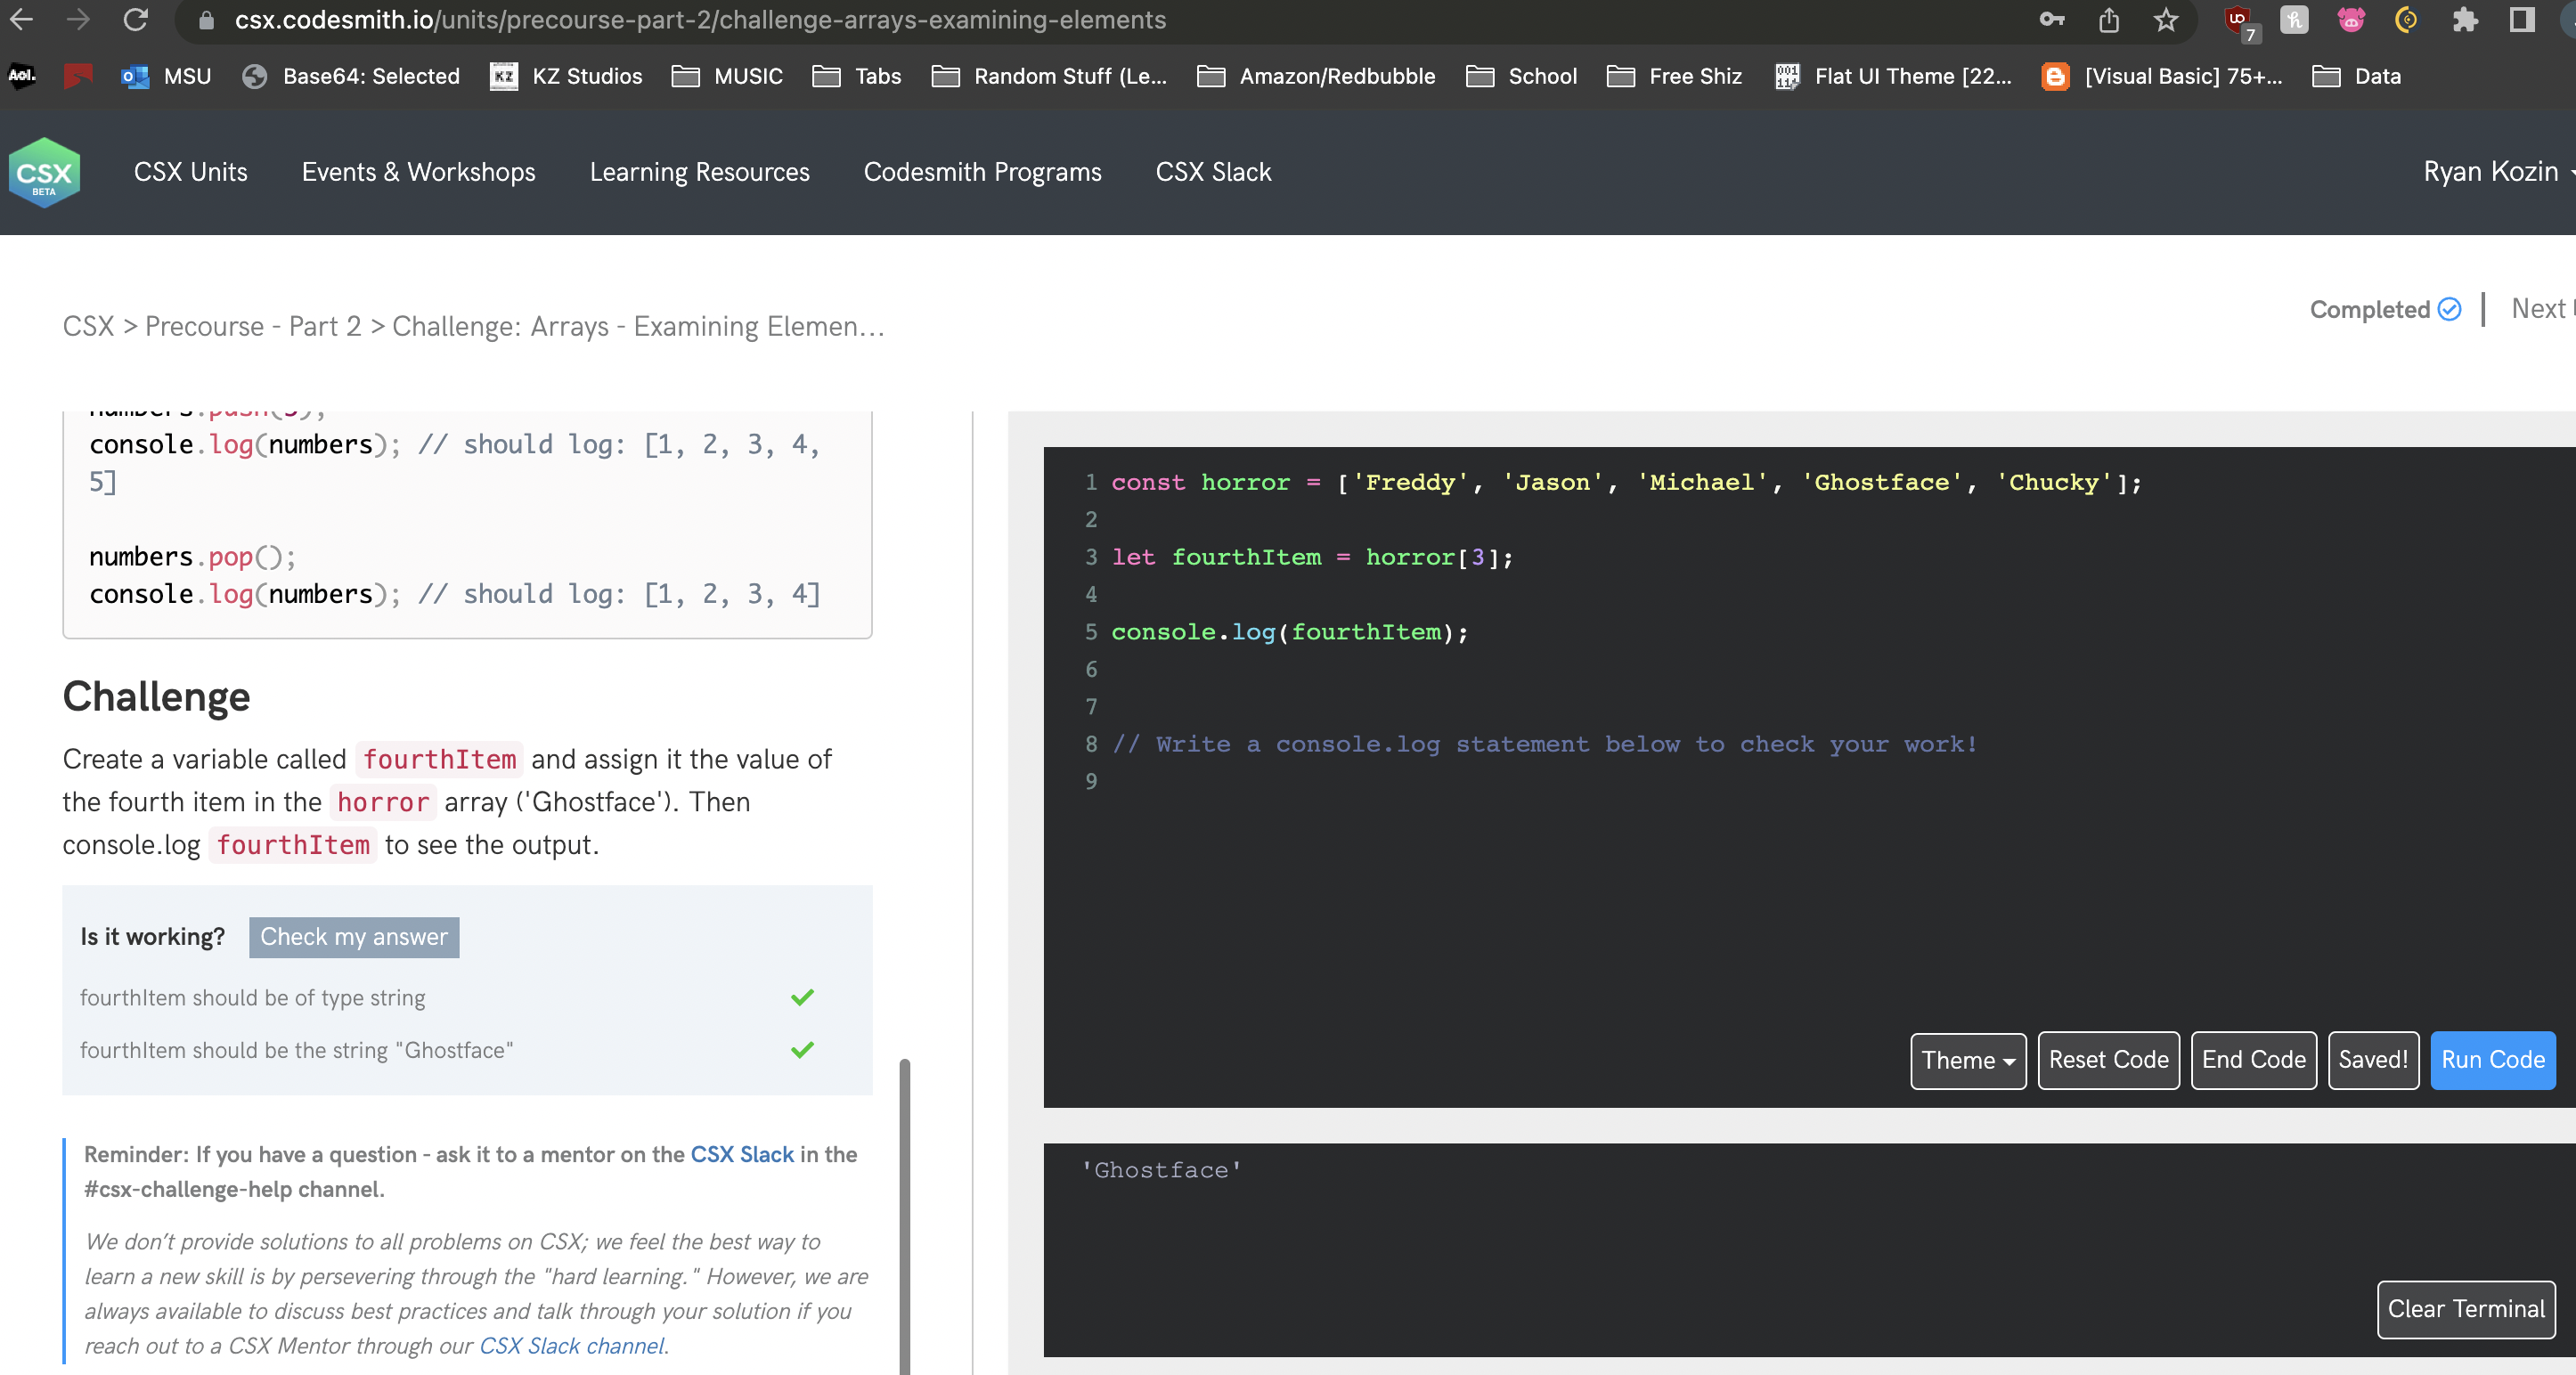 csx.codesmith.io/units/precourse-part-2/challenge-arrays-examining-elements
7
Aol. MSU Base64: Selected KZ KZ Studios MUSIC Tabs Random Stuff (Le... Amazon/Redbubble School Free Shiz Flat UI Theme [22... [Visual Basic] 75+... Data
CSX BETA CSX Units Events & Workshops Learning Resources Codesmith Programs CSX Slack Ryan Kozin
Completed | Next
CSX > Precourse - Part 2 > Challenge: Arrays - Examining Elemen...
numbers.push(5);
console.log(numbers); // should log: [1, 2, 3, 4,
5]
numbers.pop();
console.log(numbers); // should log: [1, 2, 3, 4]
Challenge
Create a variable called fourthItem and assign it the value of
the fourth item in the horror array ('Ghostface'). Then
console.log fourthItem to see the output.
Is it working? Check my answer
fourthItem should be of type string
fourthItem should be the string "Ghostface"
Reminder: If you have a question - ask it to a mentor on the CSX Slack in the
#csx-challenge-help channel.
We don't provide solutions to all problems on CSX; we feel the best way to
learn a new skill is by persevering through the "hard learning." However, we are
always available to discuss best practices and talk through your solution if you
reach out to a CSX Mentor through our CSX Slack channel.
1 const horror = ['Freddy', 'Jason', 'Michael', 'Ghostface', 'Chucky'];
2
3 let fourthItem = horror[3];
4
5 console.log(fourthItem);
6
7
8 // Write a console.log statement below to check your work!
9
Theme Reset Code End Code Saved! Run Code
'Ghostface'
Clear Terminal